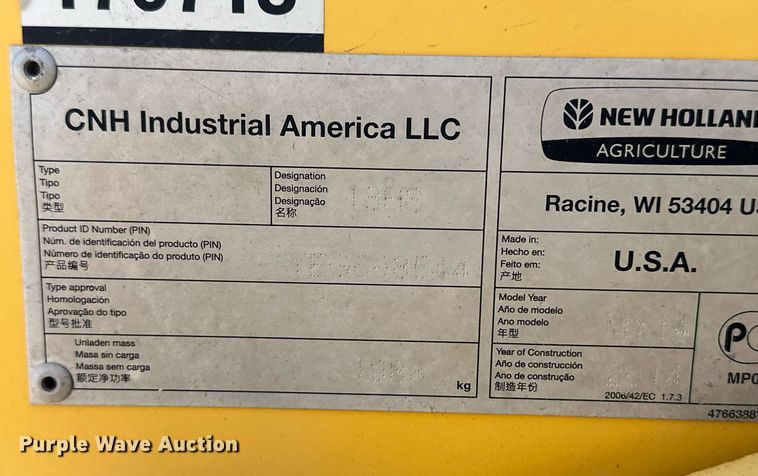 CNH Industrial America LLC
Type
Tipo
Tipo
类型
Designation
Designación
Designação
名称
18HS
Product ID Number (PIN)
Núm. de identificación del producto (PIN)
Número de identificação do produto (PIN)
产品编号
Type approval
Homologación
Aprovação do tipo
型号批准
Unladen mass
Masa sin carga
Massa sem carga
额定净功率
kg
NEW HOLLAND
AGRICULTURE
Racine, WI 53404
Made in:
Hecho en:
Feito em:
产地
U.S.A.
Model Year
Año de modelo
Ano modelo
年型
Year of Construction
Año de construcción
Ano de construção
制造年份
2006/42/EC 1.7.3
Purple Wave Auction